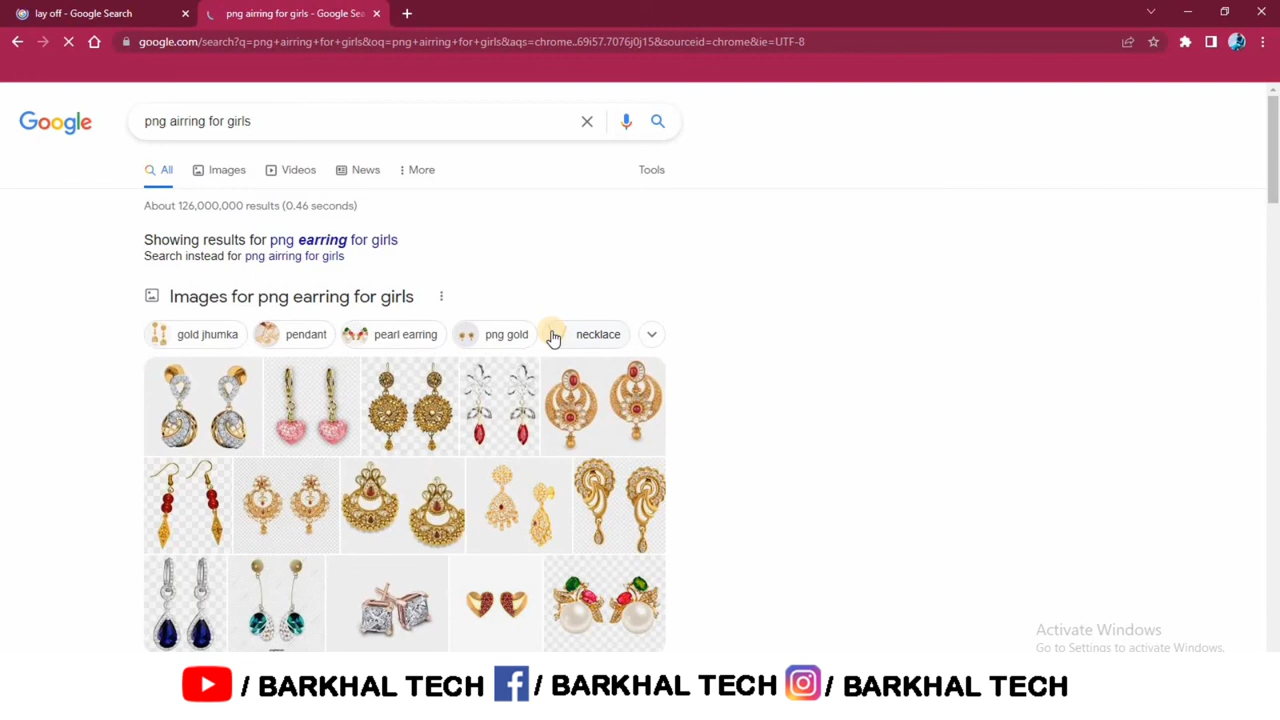 lay off - Google Search
png airring for girls - Google Sea
google.com/search?q=png+airring+for+girls&oq=png+airring+for+girls&aqs=chrome..69i57.7076j0j15&sourceid=chrome&ie=UTF-8
Google
png airring for girls
All Images Videos News More Tools
About 126,000,000 results (0.46 seconds)
Showing results for png earring for girls
Search instead for png airring for girls
Images for png earring for girls
gold jhumka pendant pearl earring png gold necklace
Activate Windows
Go to Settings to activate Windows.
/ BARKHAL TECH / BARKHAL TECH / BARKHAL TECH